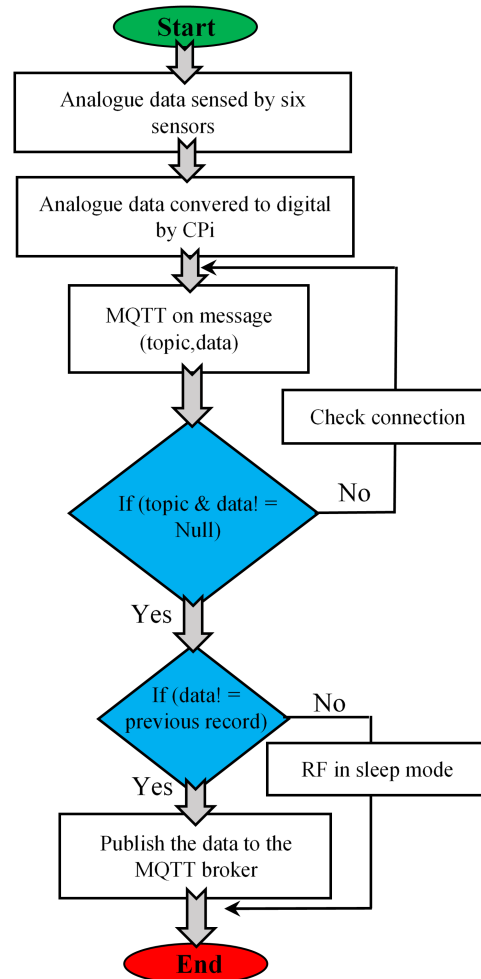 Start
Analogue data sensed by six
sensors
Analogue data convered to digital
by CPi
MQTT on message
(topic,data)
Check connection
If (topic & data! =
Null)
No
Yes
If (data! =
previous record)
No
RF in sleep mode
Yes
Publish the data to the
MQTT broker
End